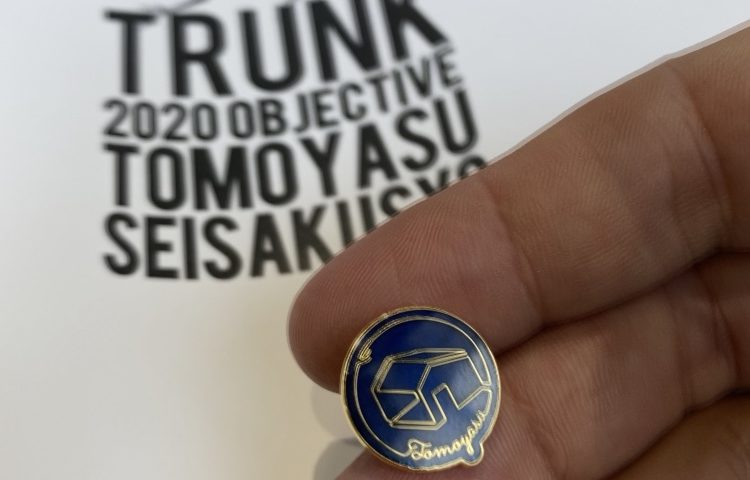 TRUNK
2020 OBJECTIVE
TOMOYASU
SEISAKUSYO
Tomoyasu